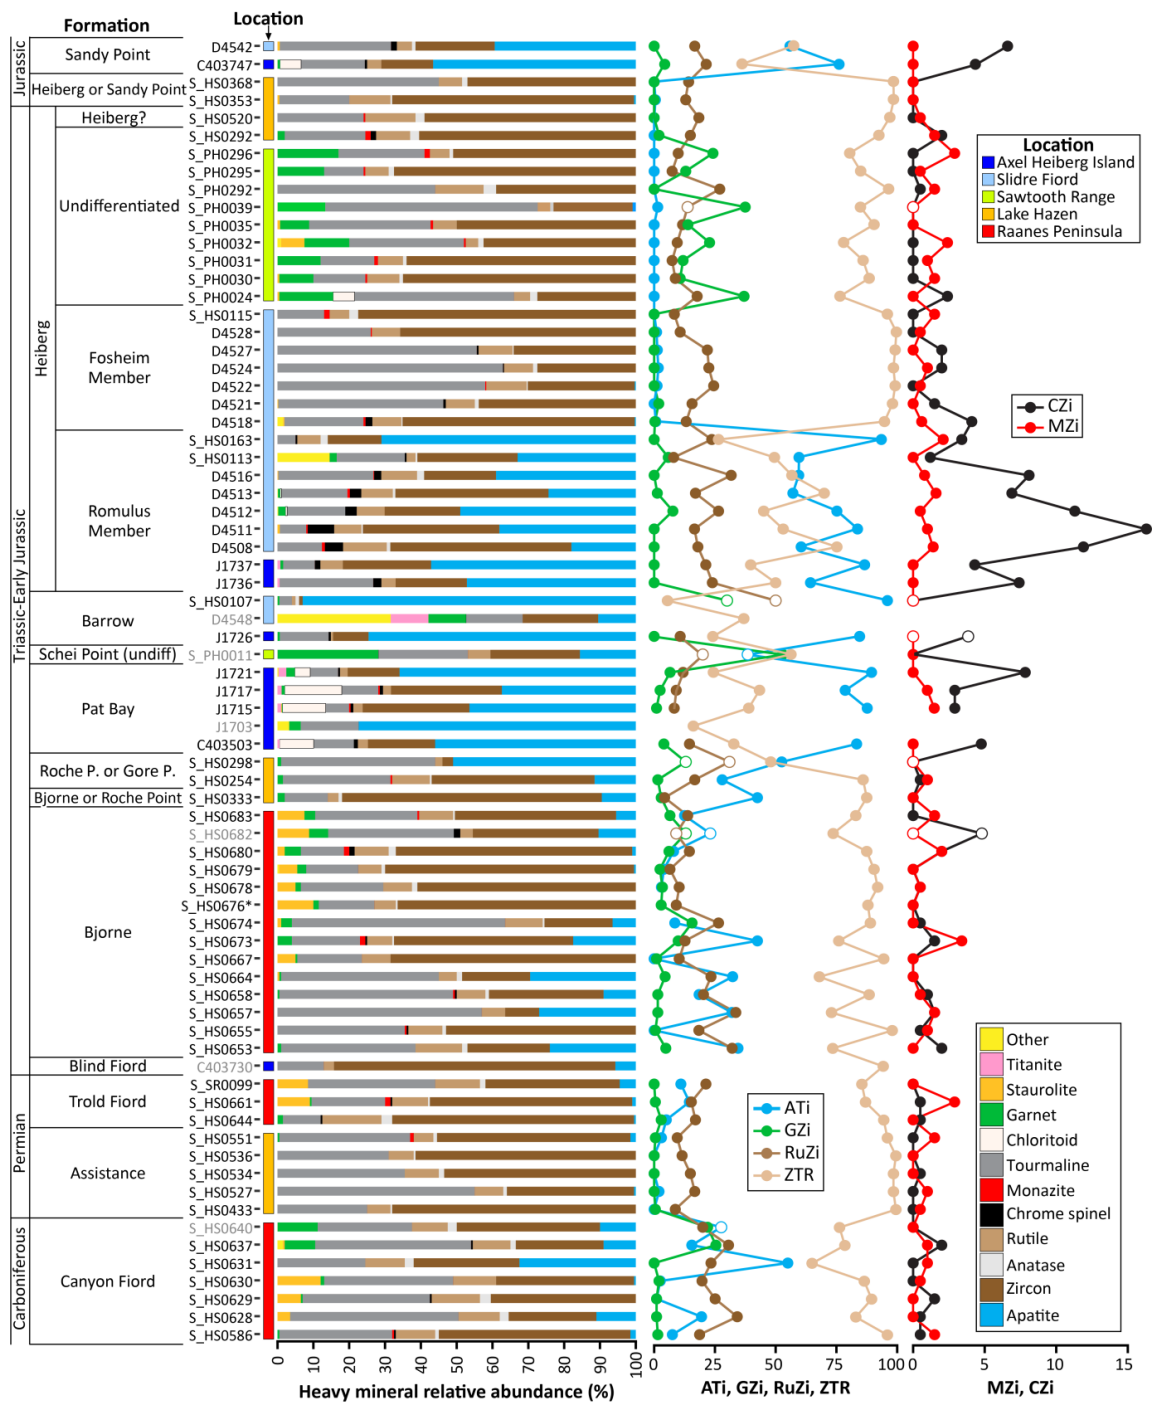 Location
Formation
Jurassic
Sandy Point
Heiberg or Sandy Point
Triassic-Early Jurassic
Heiberg
Heiberg?
Undifferentiated
Fosheim
Member
Romulus
Member
Barrow
Schei Point (undiff)
Pat Bay
Roche P. or Gore P.
Bjorne or Roche Point
Bjorne
Blind Fiord
Permian
Trold Fiord
Assistance
Carboniferous
Canyon Fiord
D4542
C403747
S_HS0368
S_HS0353
S_HS0520
S_HS0292
S_PH0296
S_PH0295
S_PH0292
S_PH0039
S_PH0035
S_PH0032
S_PH0031
S_PH0030
S_PH0024
S_HS0115
D4528
D4527
D4524
D4522
D4521
D4518
S_HS0163
S_HS0113
D4516
D4513
D4512
D4511
D4508
J1737
J1736
S_HS0107
D4548
J1726
S_PH0011
J1721
J1717
J1715
J1703
C403503
S_HS0298
S_HS0254
S_HS0333
S_HS0683
S_HS0682
S_HS0680
S_HS0679
S_HS0678
S_HS0676*
S_HS0674
S_HS0673
S_HS0667
S_HS0664
S_HS0658
S_HS0657
S_HS0655
S_HS0653
C403730
S_SR0099
S_HS0661
S_HS0644
S_HS0551
S_HS0536
S_HS0534
S_HS0527
S_HS0433
S_HS0640
S_HS0637
S_HS0631
S_HS0630
S_HS0629
S_HS0628
S_HS0586
Location
Axel Heiberg Island
Slidre Fiord
Sawtooth Range
Lake Hazen
Raanes Peninsula
CZi
MZi
ATi
GZi
RuZi
ZTR
Other
Titanite
Staurolite
Garnet
Chloritoid
Tourmaline
Monazite
Chrome spinel
Rutile
Anatase
Zircon
Apatite
0 10 20 30 40 50 60 70 80 90 100
Heavy mineral relative abundance (%)
0 25 50 75 100
ATi, GZi, RuZi, ZTR
0 5 10 15
MZi, CZi